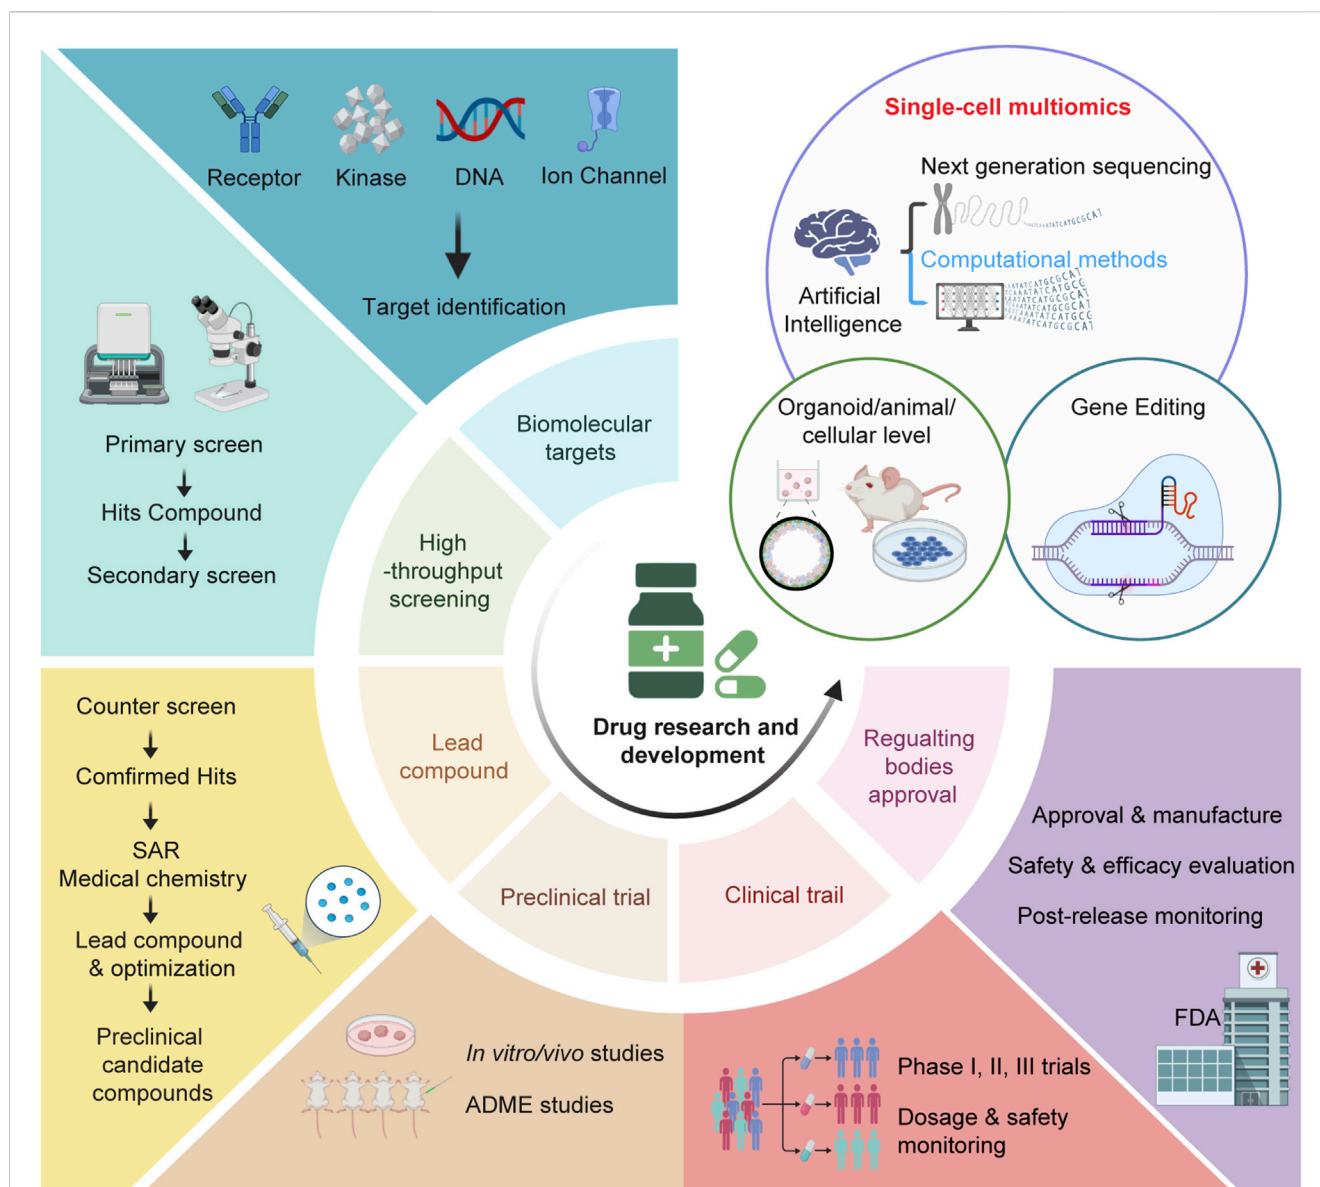 Receptor
Kinase
DNA
Ion Channel
Target identification
Primary screen
Hits Compound
Secondary screen
Biomolecular
targets
High
-throughput
screening
Single-cell multiomics
Next generation sequencing
Computational methods
Artificial
Intelligence
Organoid/animal/
cellular level
Gene Editing
Drug research and
development
Counter screen
Comfirmed Hits
SAR
Medical chemistry
Lead compound
& optimization
Preclinical
candidate
compounds
Lead
compound
Preclinical trial
Clinical trail
Regualting
bodies
approval
In vitro/vivo studies
ADME studies
Phase I, II, III trials
Dosage & safety
monitoring
Approval & manufacture
Safety & efficacy evaluation
Post-release monitoring
FDA